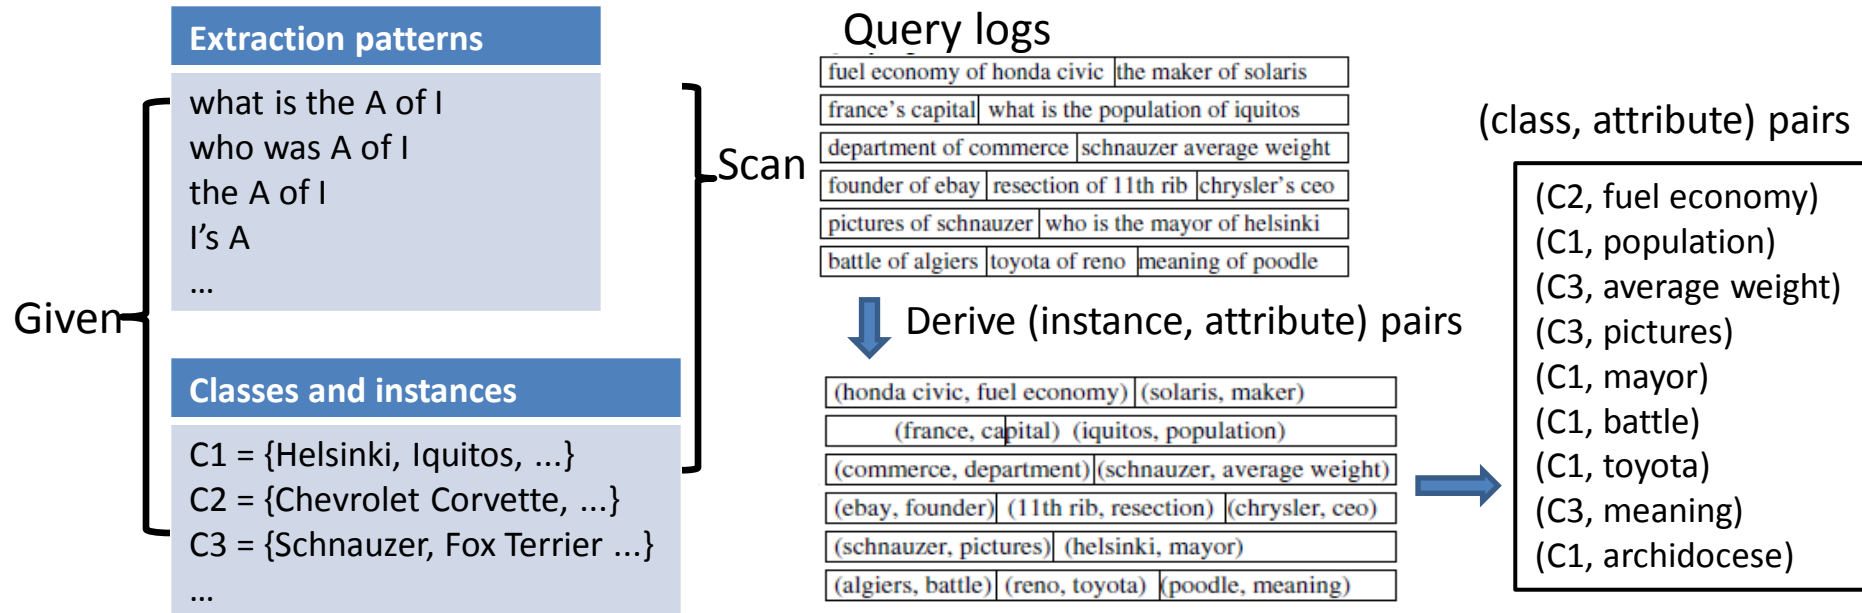 Extraction patterns
what is the A of I
who was A of I
the A of I
I's A
...
Given
Classes and instances
C1 = {Helsinki, Iquitos, ...}
C2 = {Chevrolet Corvette, ...}
C3 = {Schnauzer, Fox Terrier ...}
...
Scan
Query logs
fuel economy of honda civic the maker of solaris
france's capital what is the population of iquitos
department of commerce schnauzer average weight
founder of ebay resection of 11th rib chrysler's ceo
pictures of schnauzer who is the mayor of helsinki
battle of algiers toyota of reno meaning of poodle
Derive (instance, attribute) pairs
(honda civic, fuel economy) (solaris, maker)
(france, capital) (iquitos, population)
(commerce, department) (schnauzer, average weight)
(ebay, founder) (11th rib, resection) (chrysler, ceo)
(schnauzer, pictures) (helsinki, mayor)
(algiers, battle) (reno, toyota) (poodle, meaning)
(class, attribute) pairs
(C2, fuel economy)
(C1, population)
(C3, average weight)
(C3, pictures)
(C1, mayor)
(C1, battle)
(C1, toyota)
(C3, meaning)
(C1, archidocese)